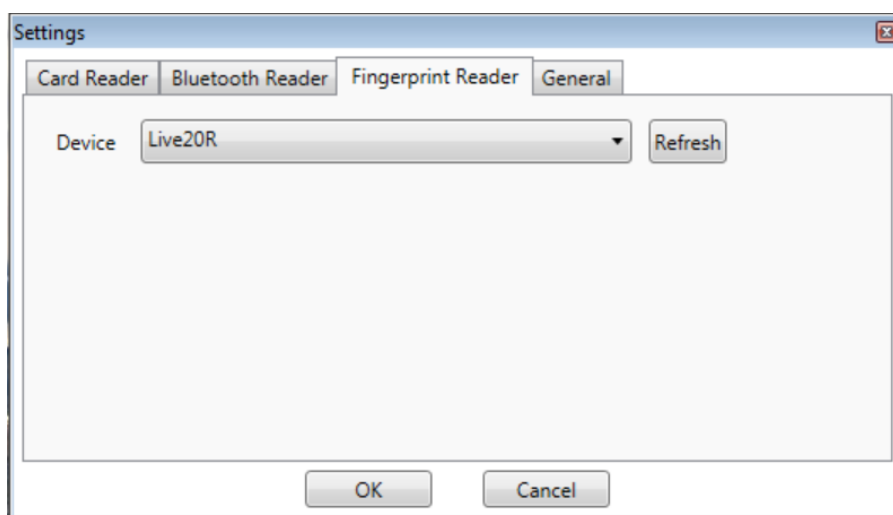 Settings
Card Reader Bluetooth Reader Fingerprint Reader General
Device Live20R Refresh
OK Cancel